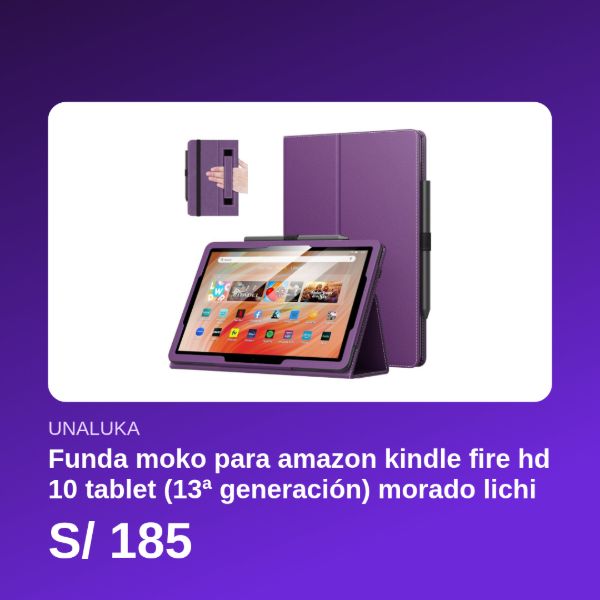 UNALUKA
Funda moko para amazon kindle fire hd
10 tablet (13ª generación) morado lichi
S/ 185